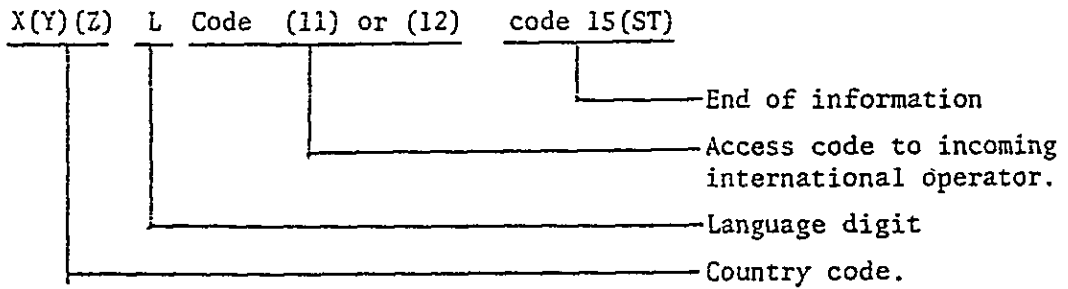 X(Y)(Z) L Code (11) or (12) code 15(ST)
End of information
Access code to incoming
international operator.
Language digit
Country code.